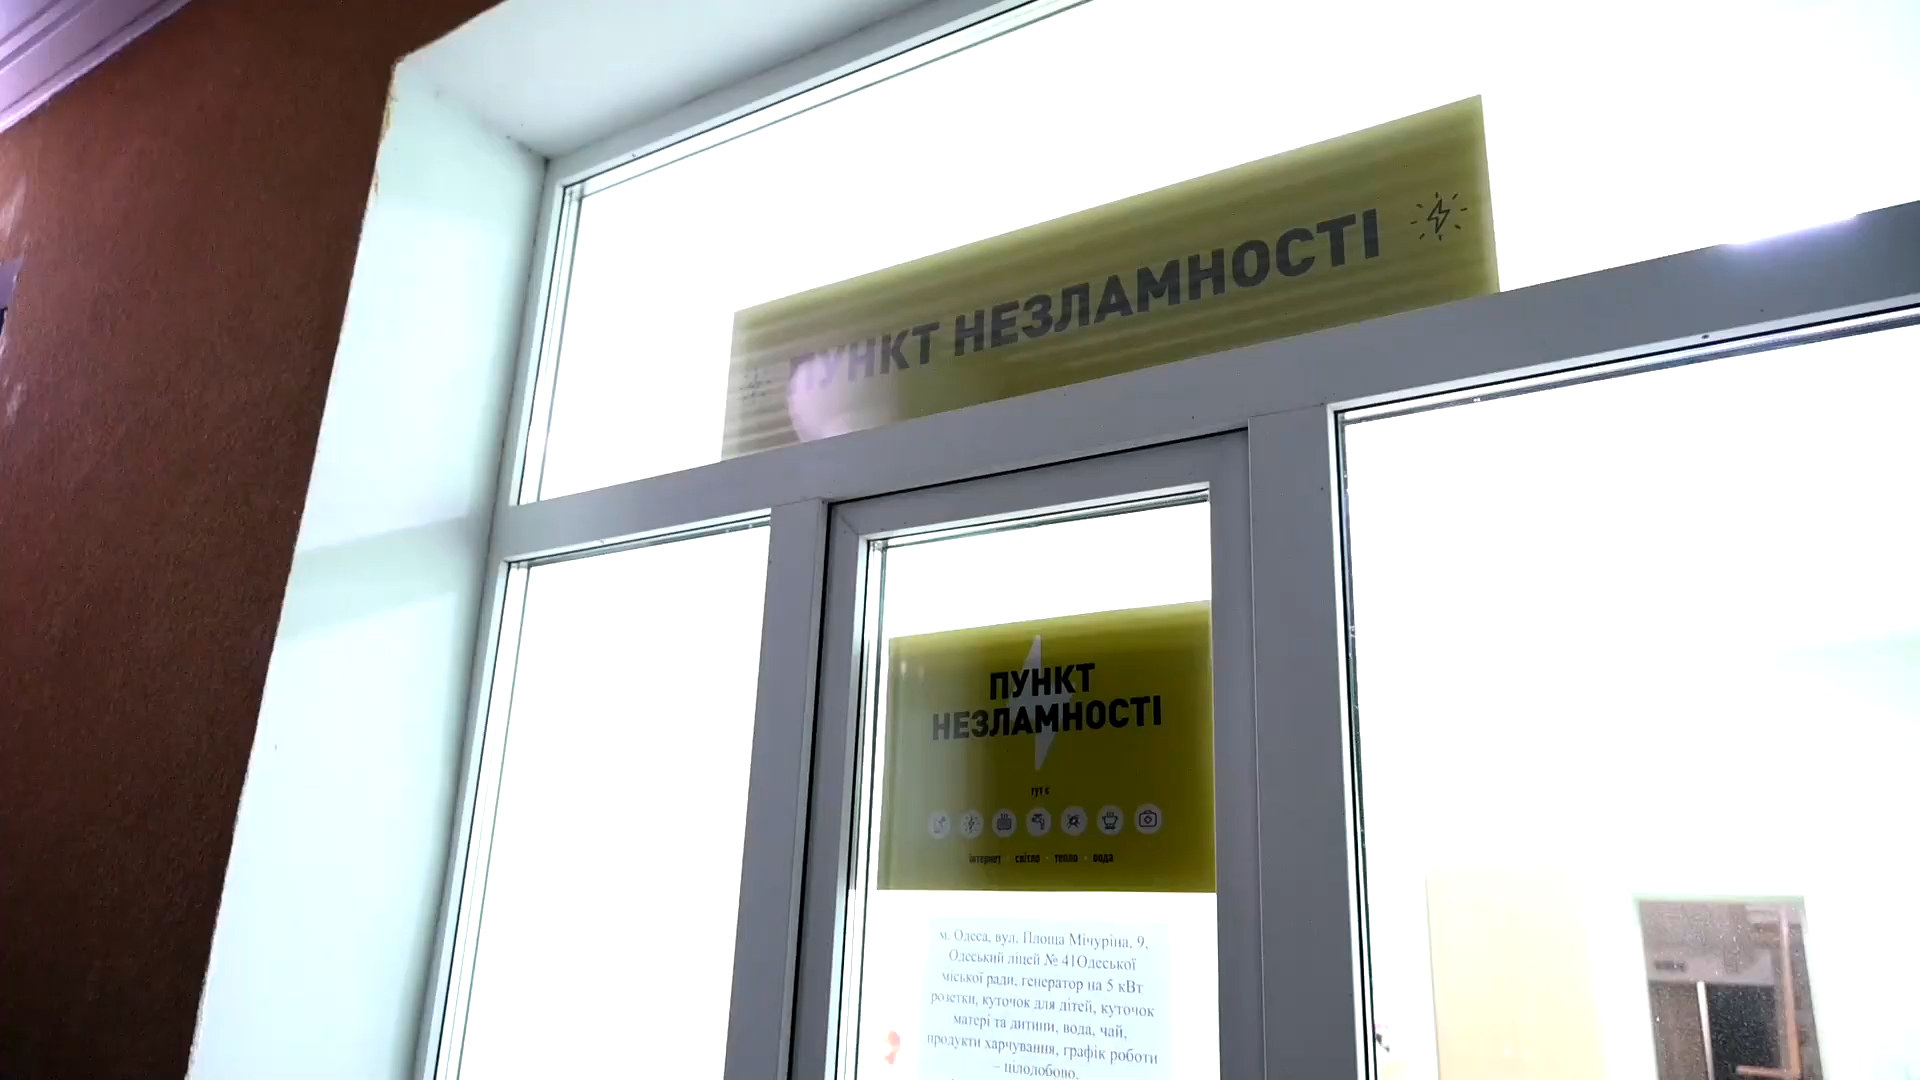 ПУНКТ НЕЗЛАМНОСТІ
ПУНКТ
НЕЗЛАМНОСТІ
тут є
інтернет · світло · тепло · вода
м. Одеса, вул. Площа Мічуріна, 9,
Одеський ліцей № 41Одеської
міської ради, генератор на 5 кВт
розетки, куточок для дітей, куточок
матері та дитини, вода, чай,
продукти харчування, графік роботи
– цілодобово.